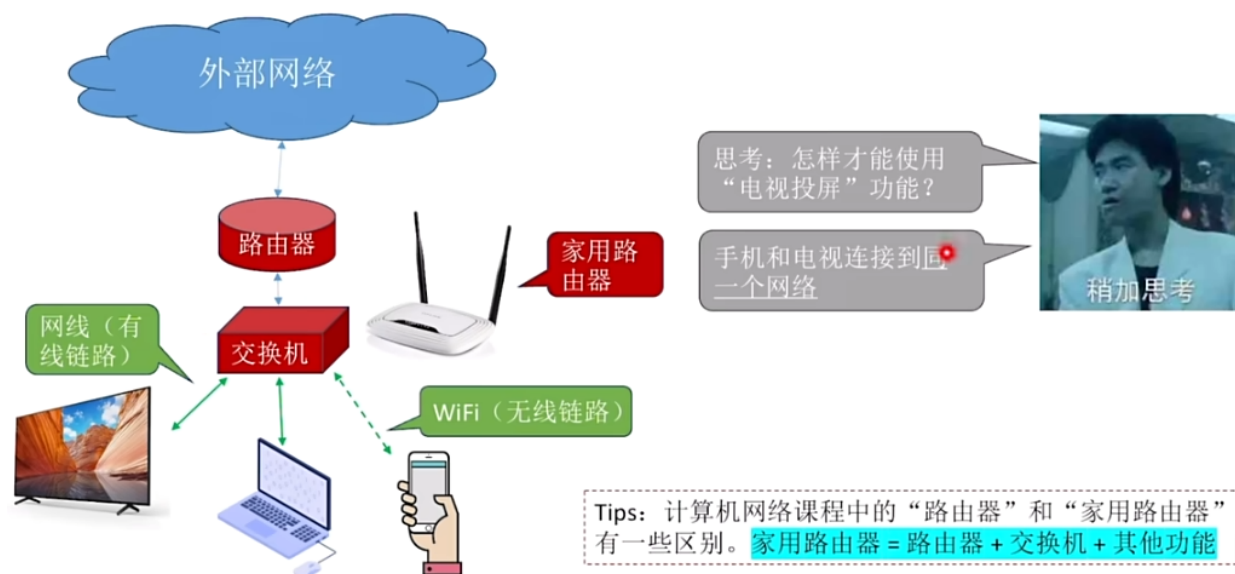 外部网络
思考：怎样才能使用
“电视投屏”功能？
路由器
家用路
由器
手机和电视连接到同
一个网络
稍加思考
网线（有
线链路）
交换机
WiFi（无线链路）
Tips：计算机网络课程中的“路由器”和“家用路由器”
有一些区别。家用路由器 = 路由器 + 交换机 + 其他功能